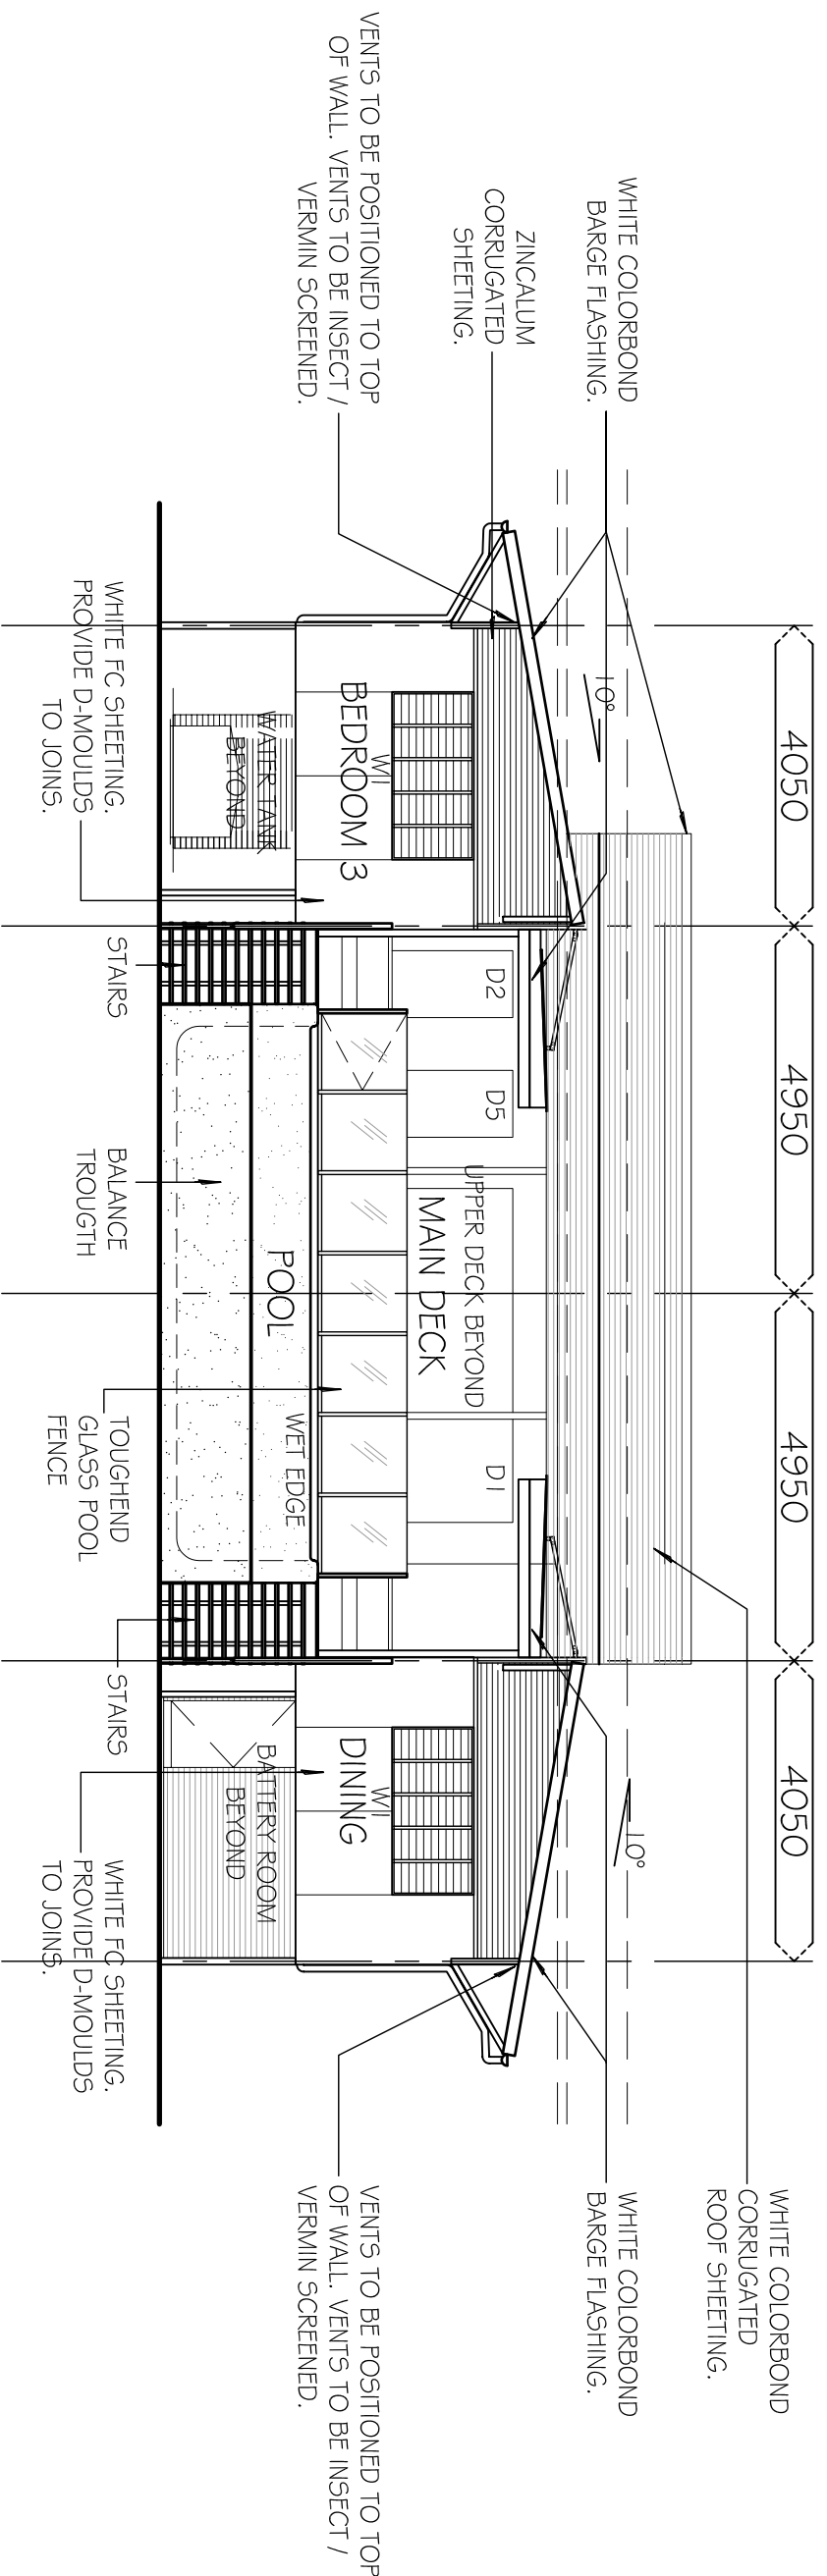 4050
4950
4950
4050
WHITE COLORBOND
CORRUGATED
ROOF SHEETING.
WHITE COLORBOND
BARGE FLASHING.
WHITE COLORBOND
BARGE FLASHING.
ZINCALUM
CORRUGATED
SHEETING.
VENTS TO BE POSITIONED TO TOP
OF WALL. VENTS TO BE INSECT /
VERMIN SCREENED.
VENTS TO BE POSITIONED TO TOP
OF WALL. VENTS TO BE INSECT /
VERMIN SCREENED.
10°
10°
D2
D5
D1
UPPER DECK BEYOND
MAIN DECK
W1
BEDROOM 3
W1
DINING
WATER TANK
BEYOND
POOL
WET EDGE
BATTERY ROOM
BEYOND
WHITE FC SHEETING.
PROVIDE D-MOULDS
TO JOINS.
STAIRS
BALANCE
TROUGTH
TOUGHEND
GLASS POOL
FENCE
STAIRS
WHITE FC SHEETING.
PROVIDE D-MOULDS
TO JOINS.